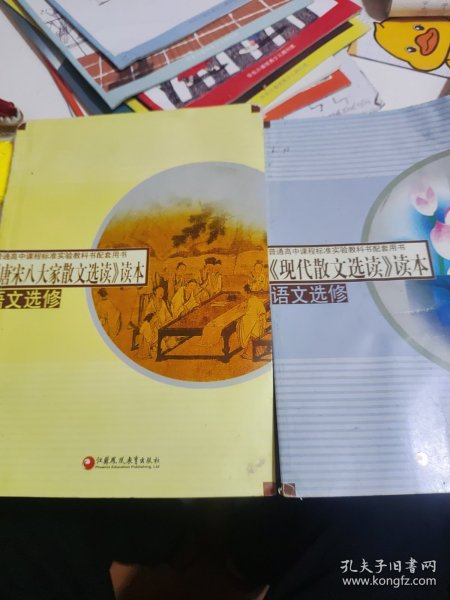 普通高中课程标准实验教科书配套用书
唐宋八大家散文选读》读本
语文选修
江苏凤凰教育出版社
Phoenix Education Publishing, Ltd
普通高中课程标准实验教科书配套用书
《现代散文选读》读本
语文选修
孔夫子旧书网
www.kongfz.com